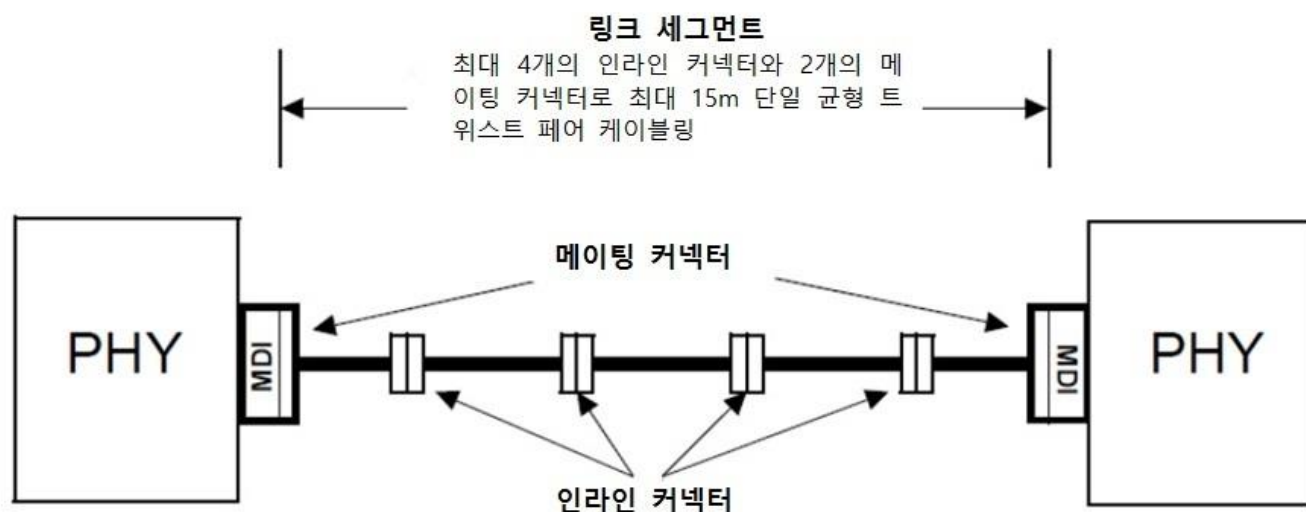 링크 세그먼트
최대 4개의 인라인 커넥터와 2개의 메
이팅 커넥터로 최대 15m 단일 균형 트
위스트 페어 케이블링
메이팅 커넥터
PHY
MDI
MDI
PHY
인라인 커넥터